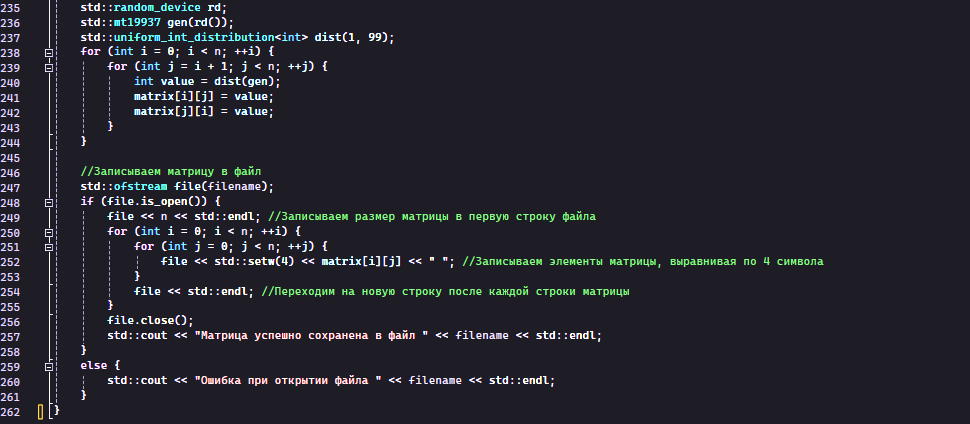 235 std::random_device rd;
236 std::mt19937 gen(rd());
237 std::uniform_int_distribution<int> dist(1, 99);
238 for (int i = 0; i < n; ++i) {
239 for (int j = i + 1; j < n; ++j) {
240 int value = dist(gen);
241 matrix[i][j] = value;
242 matrix[j][i] = value;
243 }
244 }
245
246 //Записываем матрицу в файл
247 std::ofstream file(filename);
248 if (file.is_open()) {
249 file << n << std::endl; //Записываем размер матрицы в первую строку файла
250 for (int i = 0; i < n; ++i) {
251 for (int j = 0; j < n; ++j) {
252 file << std::setw(4) << matrix[i][j] << " "; //Записываем элементы матрицы, выравнивая по 4 символа
253 }
254 file << std::endl; //Переходим на новую строку после каждой строки матрицы
255 }
256 file.close();
257 std::cout << "Матрица успешно сохранена в файл " << filename << std::endl;
258 }
259 else {
260 std::cout << "Ошибка при открытии файла " << filename << std::endl;
261 }
262 }